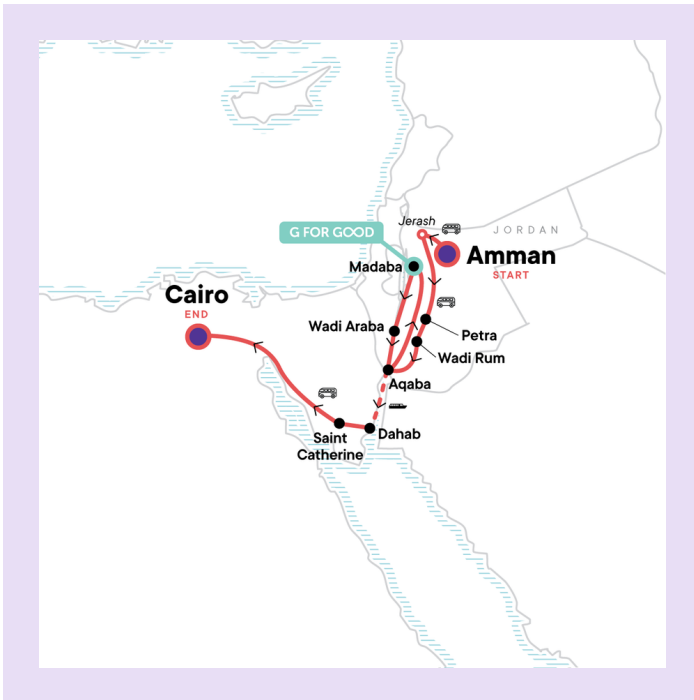 Jerash
JORDAN
G FOR GOOD
Amman
START
Madaba
Cairo
END
Wadi Araba
Petra
Wadi Rum
Aqaba
Dahab
Saint
Catherine